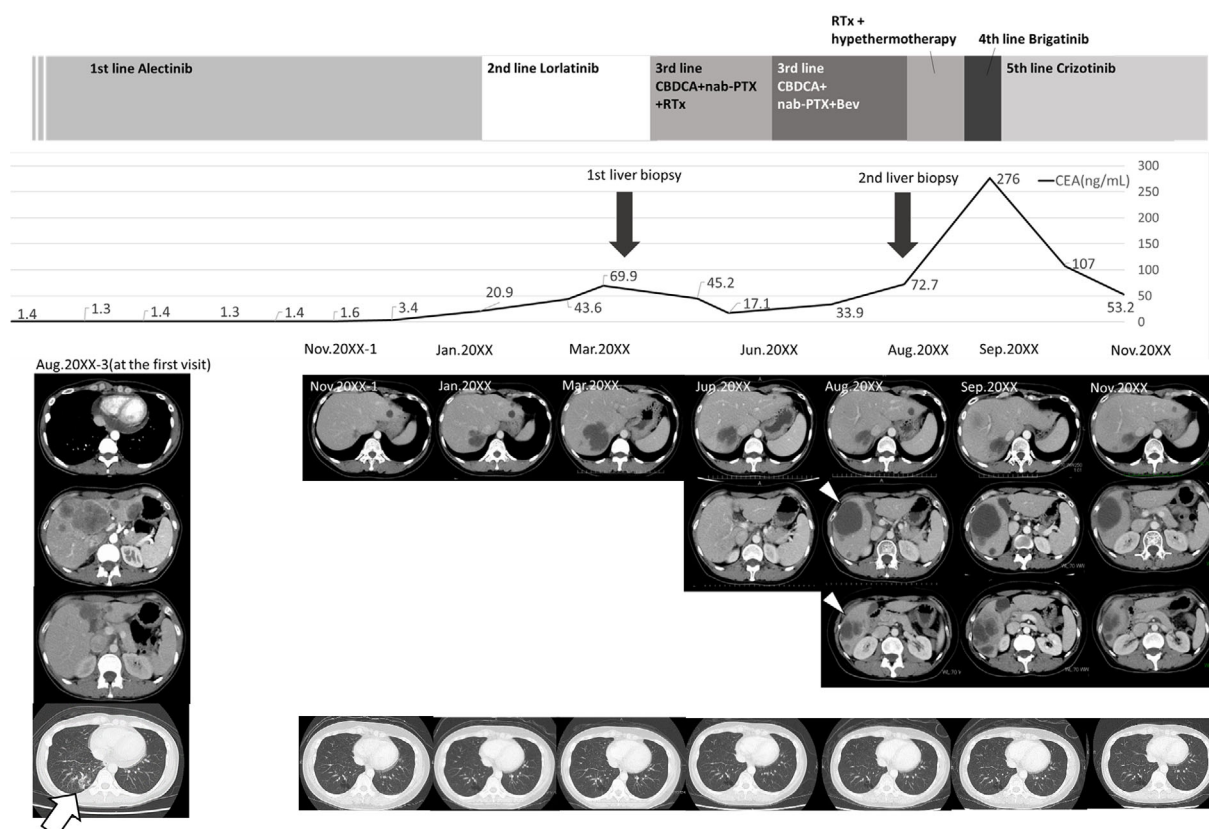 RTx +
hypethermotherapy
4th line Brigatinib
1st line Alectinib
2nd line Lorlatinib
3rd line
CBDCA+nab-PTX
+RTx
3rd line
CBDCA+
nab-PTX+Bev
5th line Crizotinib
300
250
200
150
100
50
0
CEA(ng/mL)
1st liver biopsy
2nd liver biopsy
1.4
1.3
1.4
1.3
1.4
1.6
3.4
20.9
43.6
69.9
45.2
17.1
33.9
72.7
276
107
53.2
Nov.20XX-1
Jan.20XX
Mar.20XX
Jun.20XX
Aug.20XX
Sep.20XX
Nov.20XX
Aug.20XX-3(at the first visit)
Nov.20XX-1
Jan.20XX
Mar.20XX
Jun.20XX
Aug.20XX
Sep.20XX
Nov.20XX